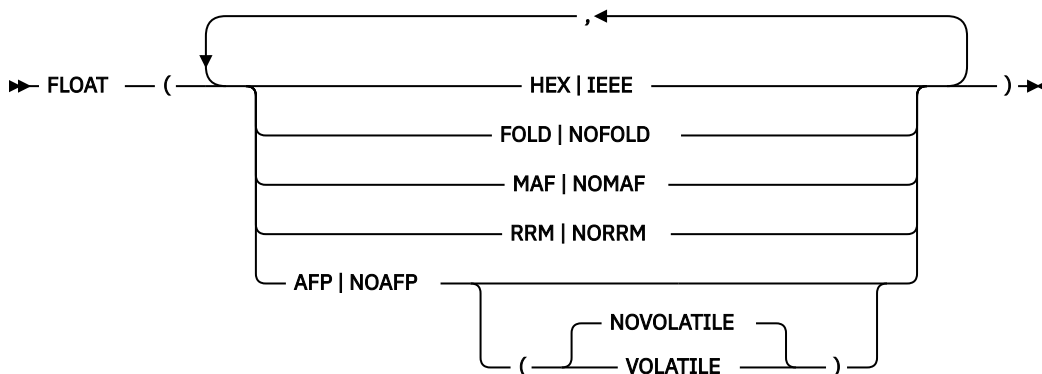 ,
FLOAT ( HEX | IEEE )
FOLD | NOFOLD
MAF | NOMAF
RRM | NORRM
AFP | NOAFP
NOVOLATILE
( VOLATILE )